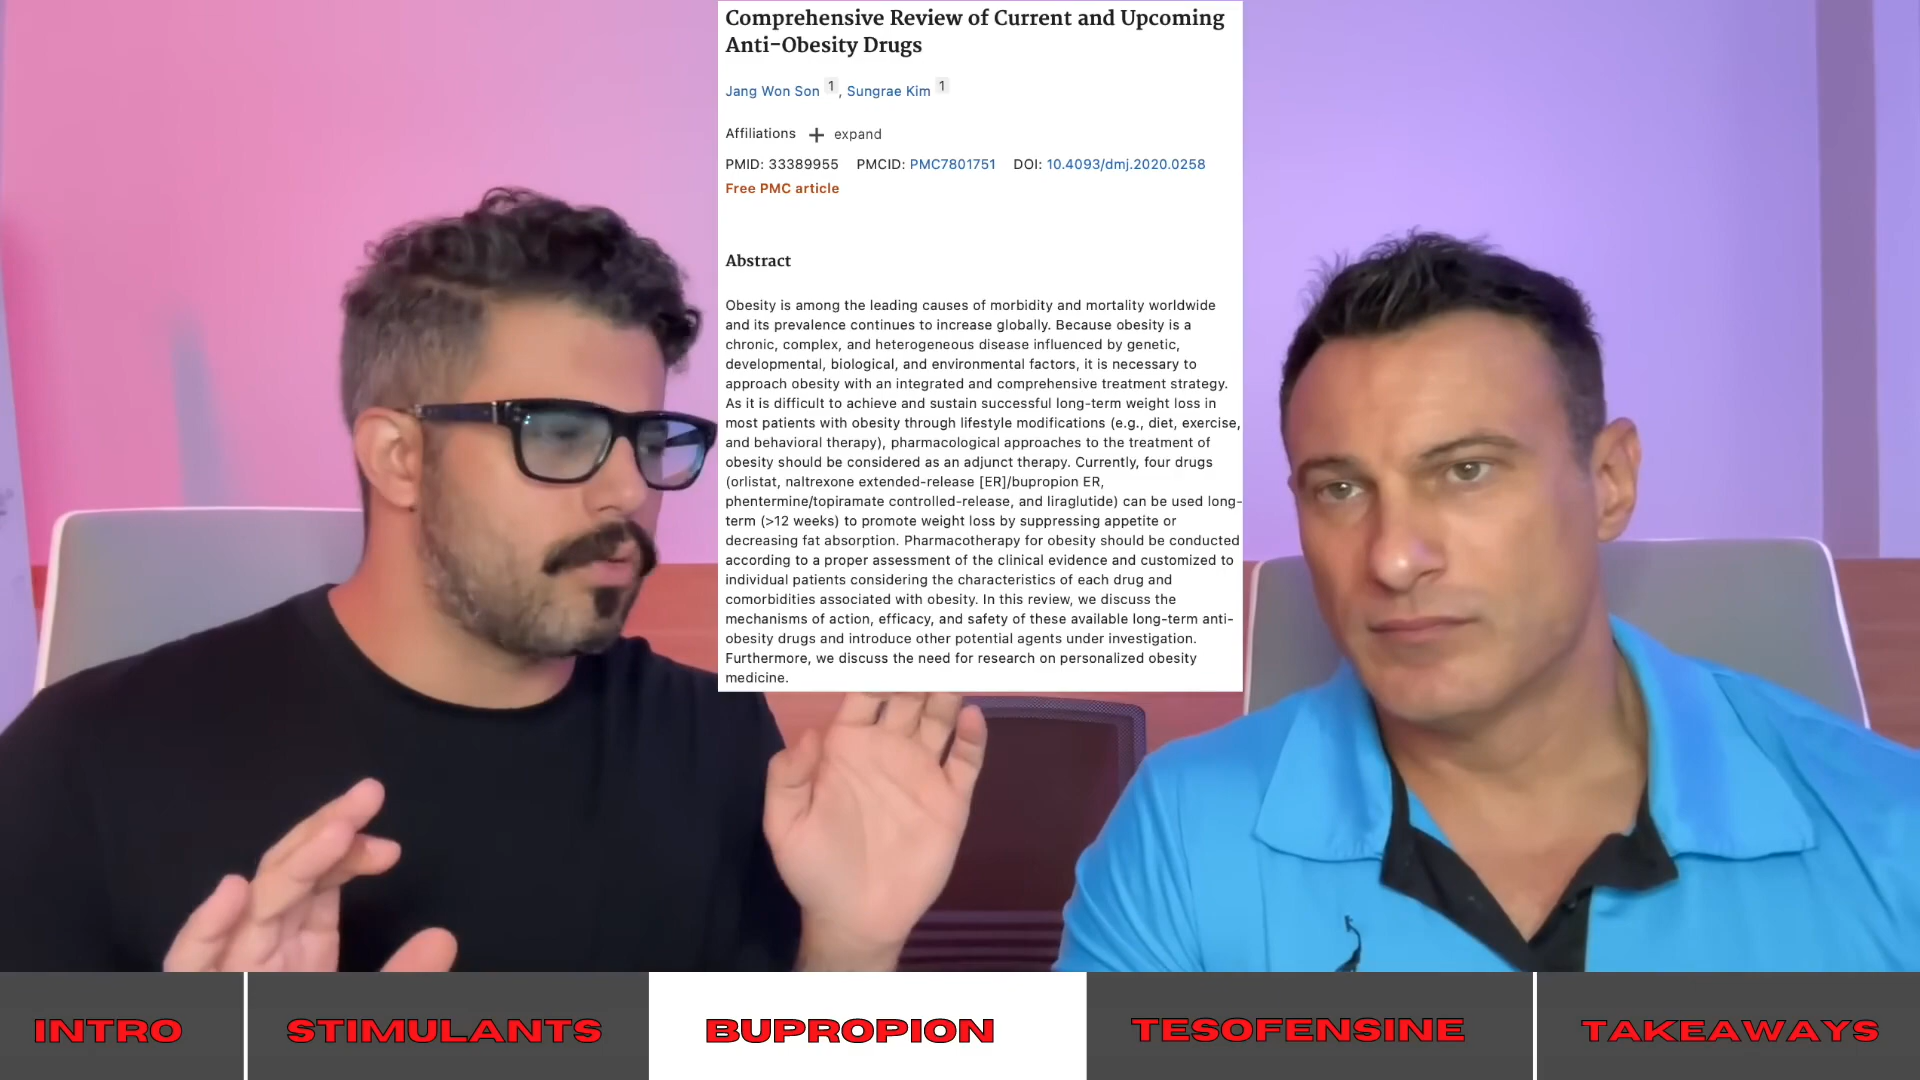 Comprehensive Review of Current and Upcoming
Anti-Obesity Drugs
Jang Won Son 1, Sungrae Kim 1
Affiliations + expand
PMID: 33389955 PMCID: PMC7801751 DOI: 10.4093/dmj.2020.0258
Free PMC article
Abstract
Obesity is among the leading causes of morbidity and mortality worldwide
and its prevalence continues to increase globally. Because obesity is a
chronic, complex, and heterogeneous disease influenced by genetic,
developmental, biological, and environmental factors, it is necessary to
approach obesity with an integrated and comprehensive treatment strategy.
As it is difficult to achieve and sustain successful long-term weight loss in
most patients with obesity through lifestyle modifications (e.g., diet, exercise,
and behavioral therapy), pharmacological approaches to the treatment of
obesity should be considered as an adjunct therapy. Currently, four drugs
(orlistat, naltrexone extended-release [ER]/bupropion ER,
phentermine/topiramate controlled-release, and liraglutide) can be used long-
term (>12 weeks) to promote weight loss by suppressing appetite or
decreasing fat absorption. Pharmacotherapy for obesity should be conducted
according to a proper assessment of the clinical evidence and customized to
individual patients considering the characteristics of each drug and
comorbidities associated with obesity. In this review, we discuss the
mechanisms of action, efficacy, and safety of these available long-term anti-
obesity drugs and introduce other potential agents under investigation.
Furthermore, we discuss the need for research on personalized obesity
medicine.
INTRO STIMULANTS BUPROPION TESOFENSINE TAKEAWAYS